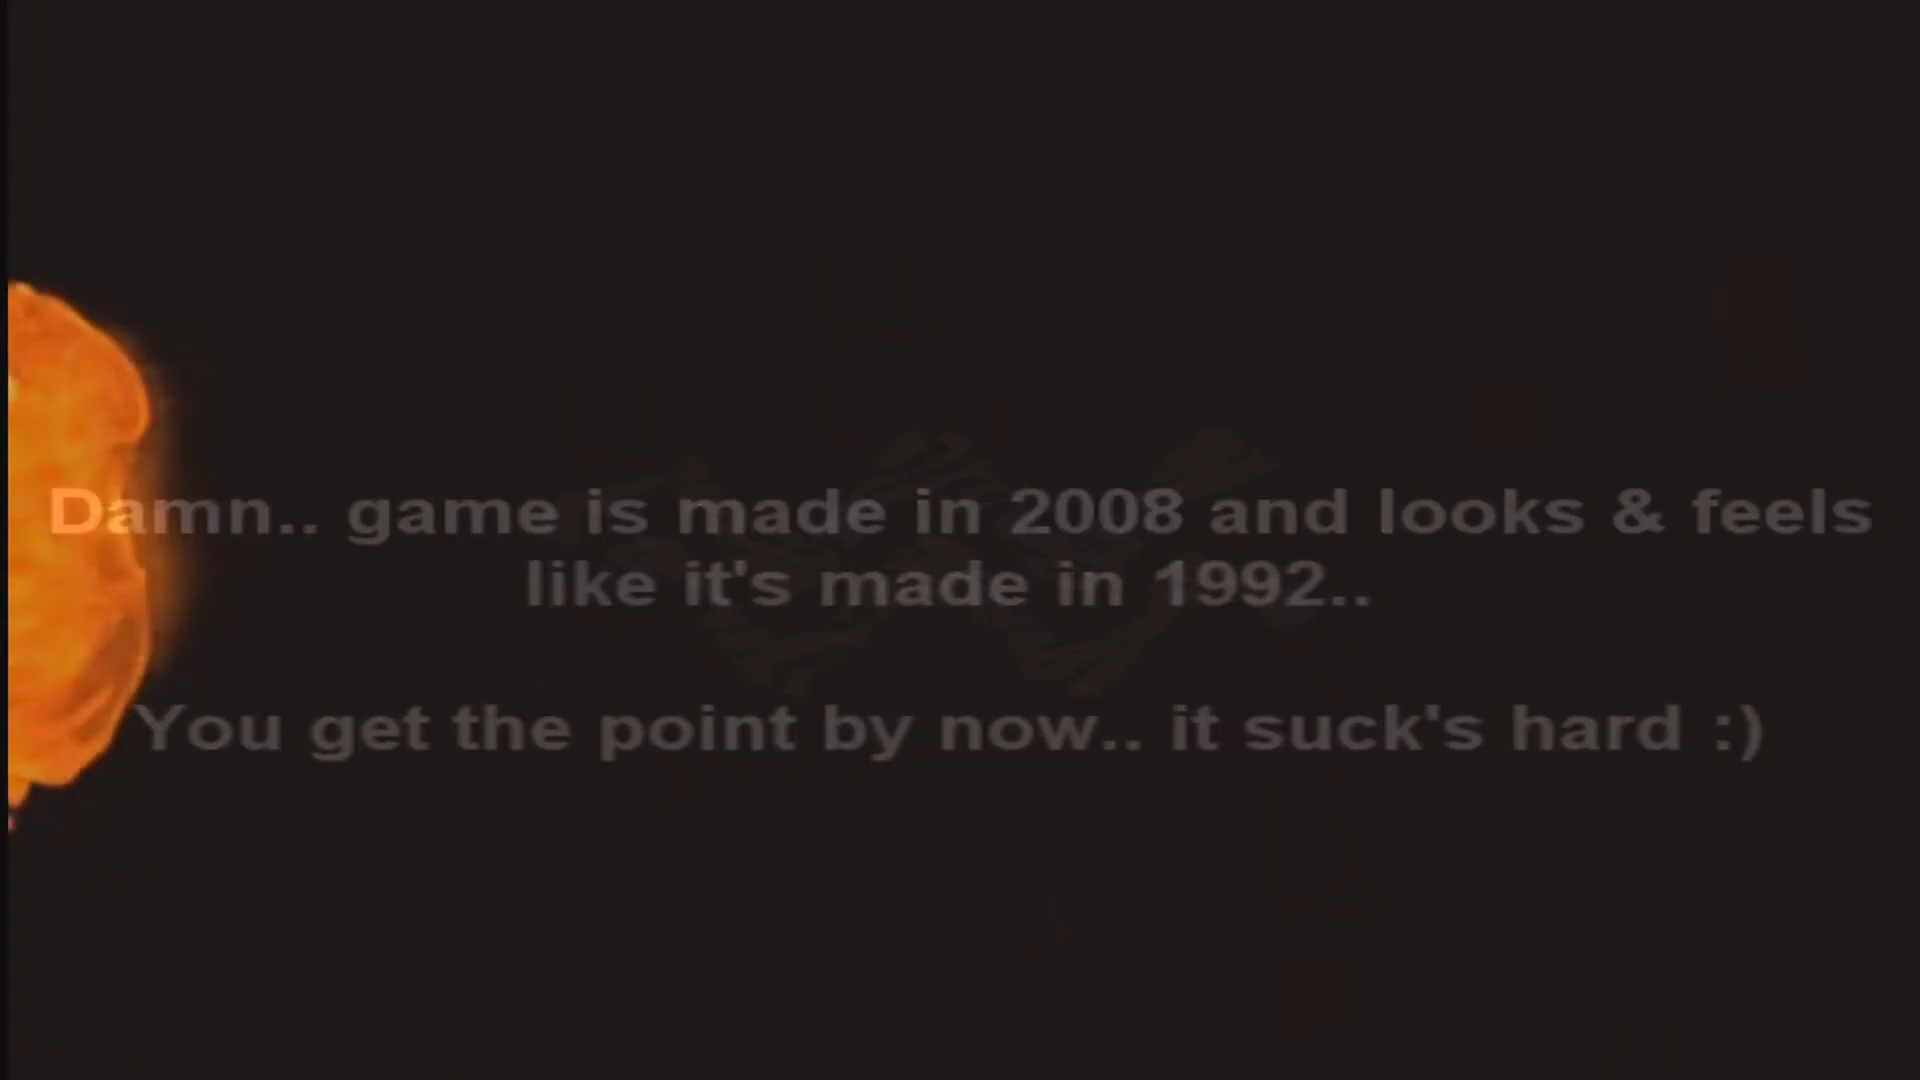 Damn.. game is made in 2008 and looks & feels
like it's made in 1992..
You get the point by now.. it suck's hard :)